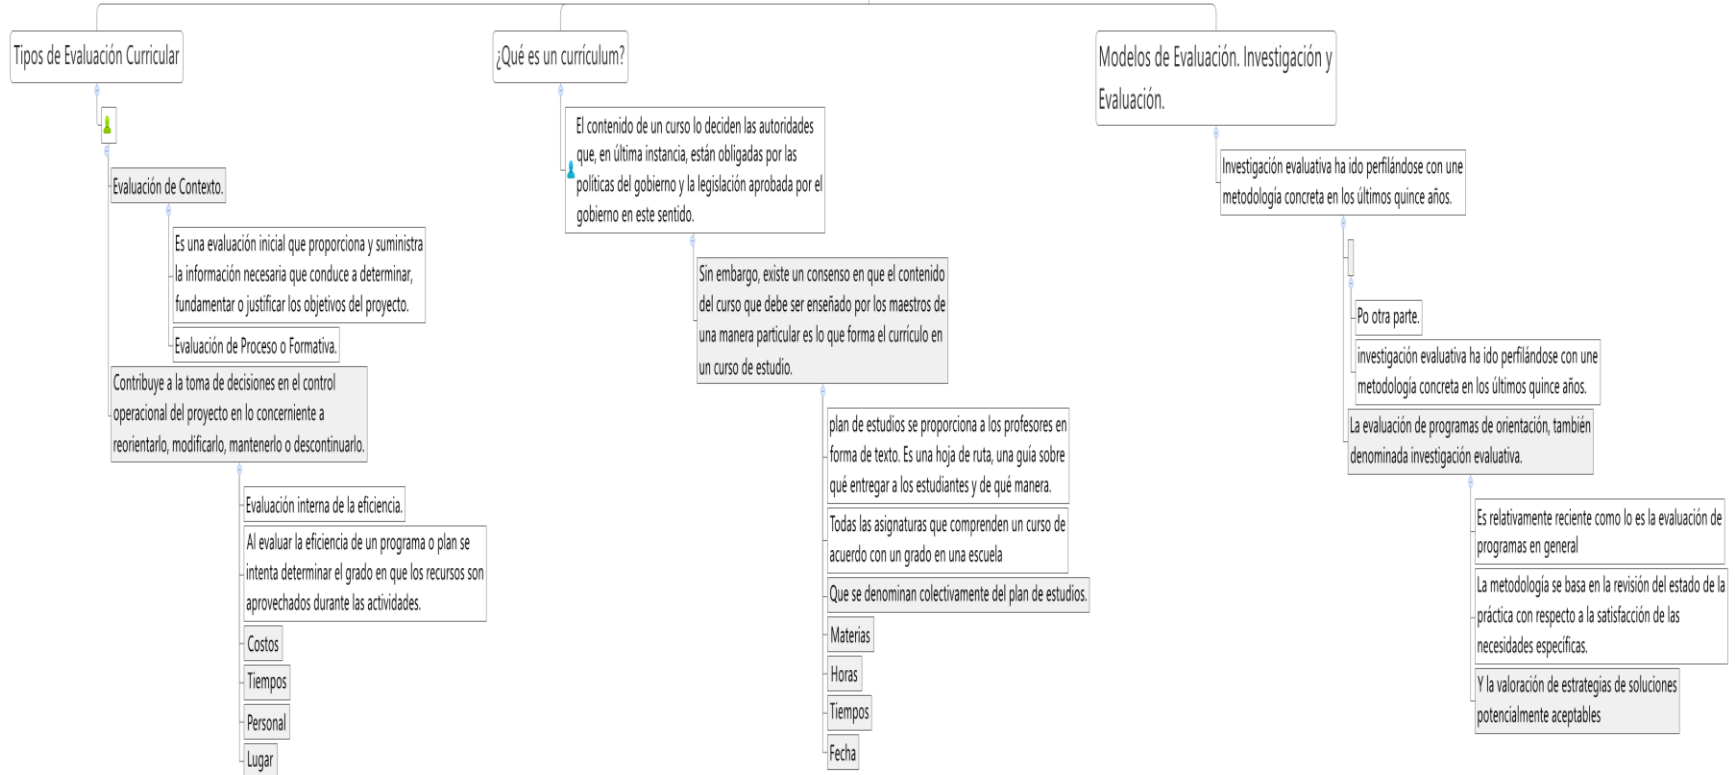 Tipos de Evaluación Curricular
Evaluación de Contexto.
Es una evaluación inicial que proporciona y suministra
la información necesaria que conduce a determinar,
fundamentar o justificar los objetivos del proyecto.
Evaluación de Proceso o Formativa.
Contribuye a la toma de decisiones en el control
operacional del proyecto en lo concerniente a
reorientarlo, modificarlo, mantenerlo o descontinuarlo.
Evaluación interna de la eficiencia.
Al evaluar la eficiencia de un programa o plan se
intenta determinar el grado en que los recursos son
aprovechados durante las actividades.
Costos
Tiempos
Personal
Lugar
¿Qué es un currículum?
El contenido de un curso lo deciden las autoridades
que, en última instancia, están obligadas por las
políticas del gobierno y la legislación aprobada por el
gobierno en este sentido.
Sin embargo, existe un consenso en que el contenido
del curso que debe ser enseñado por los maestros de
una manera particular es lo que forma el currículo en
un curso de estudio.
plan de estudios se proporciona a los profesores en
forma de texto. Es una hoja de ruta, una guía sobre
qué entregar a los estudiantes y de qué manera.
Todas las asignaturas que comprenden un curso de
acuerdo con un grado en una escuela
Que se denominan colectivamente del plan de estudios.
Materias
Horas
Tiempos
Fecha
Modelos de Evaluación. Investigación y
Evaluación.
Investigación evaluativa ha ido perfilándose con une
metodología concreta en los últimos quince años.
Po otra parte.
investigación evaluativa ha ido perfilándose con une
metodología concreta en los últimos quince años.
La evaluación de programas de orientación, también
denominada investigación evaluativa.
Es relativamente reciente como lo es la evaluación de
programas en general
La metodología se basa en la revisión del estado de la
práctica con respecto a la satisfacción de las
necesidades específicas.
Y la valoración de estrategias de soluciones
potencialmente aceptables